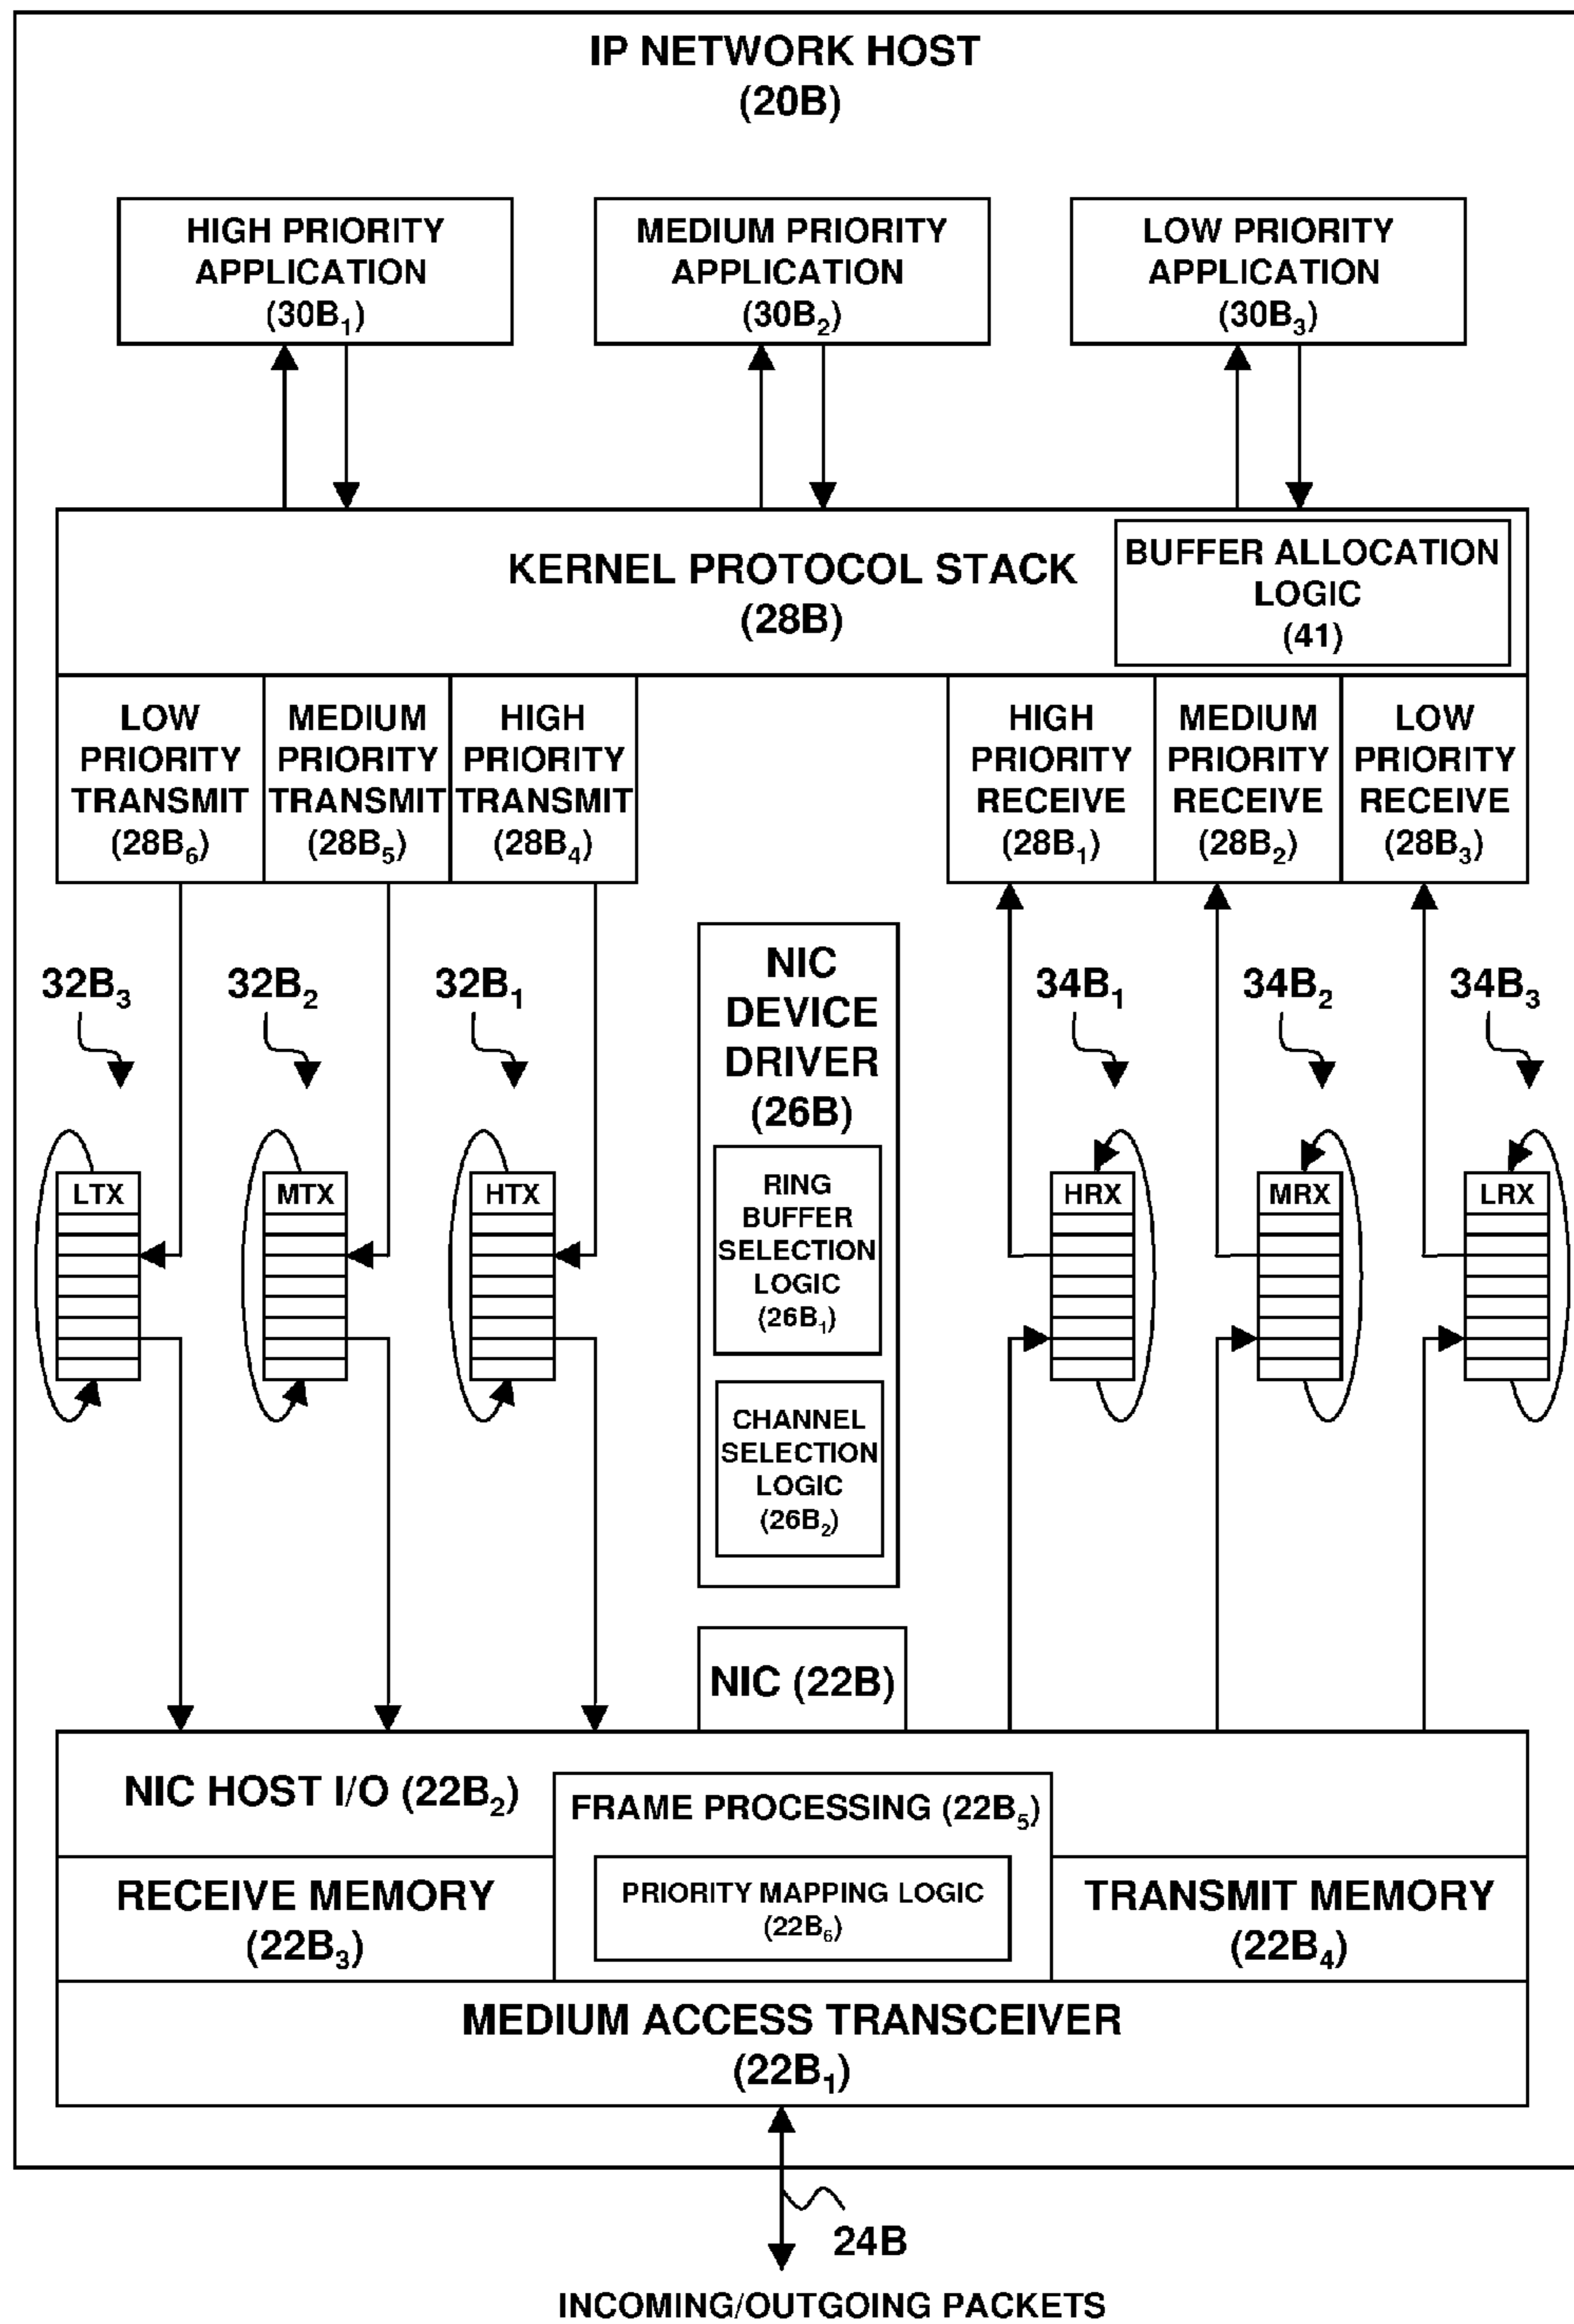 IP NETWORK HOST
(20B)
HIGH PRIORITY
APPLICATION
(30B₁)
MEDIUM PRIORITY
APPLICATION
(30B₂)
LOW PRIORITY
APPLICATION
(30B₃)
KERNEL PROTOCOL STACK
(28B)
BUFFER ALLOCATION
LOGIC
(41)
LOW
PRIORITY
TRANSMIT
(28B₆)
MEDIUM
PRIORITY
TRANSMIT
(28B₅)
HIGH
PRIORITY
TRANSMIT
(28B₄)
HIGH
PRIORITY
RECEIVE
(28B₁)
MEDIUM
PRIORITY
RECEIVE
(28B₂)
LOW
PRIORITY
RECEIVE
(28B₃)
32B₃
32B₂
32B₁
NIC
DEVICE
DRIVER
(26B)
34B₁
34B₂
34B₃
LTX
MTX
HTX
RING
BUFFER
SELECTION
LOGIC
(26B₁)
HRX
MRX
LRX
CHANNEL
SELECTION
LOGIC
(26B₂)
NIC (22B)
NIC HOST I/O (22B₂)
FRAME PROCESSING (22B₅)
RECEIVE MEMORY
(22B₃)
PRIORITY MAPPING LOGIC
(22B₆)
TRANSMIT MEMORY
(22B₄)
MEDIUM ACCESS TRANSCEIVER
(22B₁)
24B
INCOMING/OUTGOING PACKETS